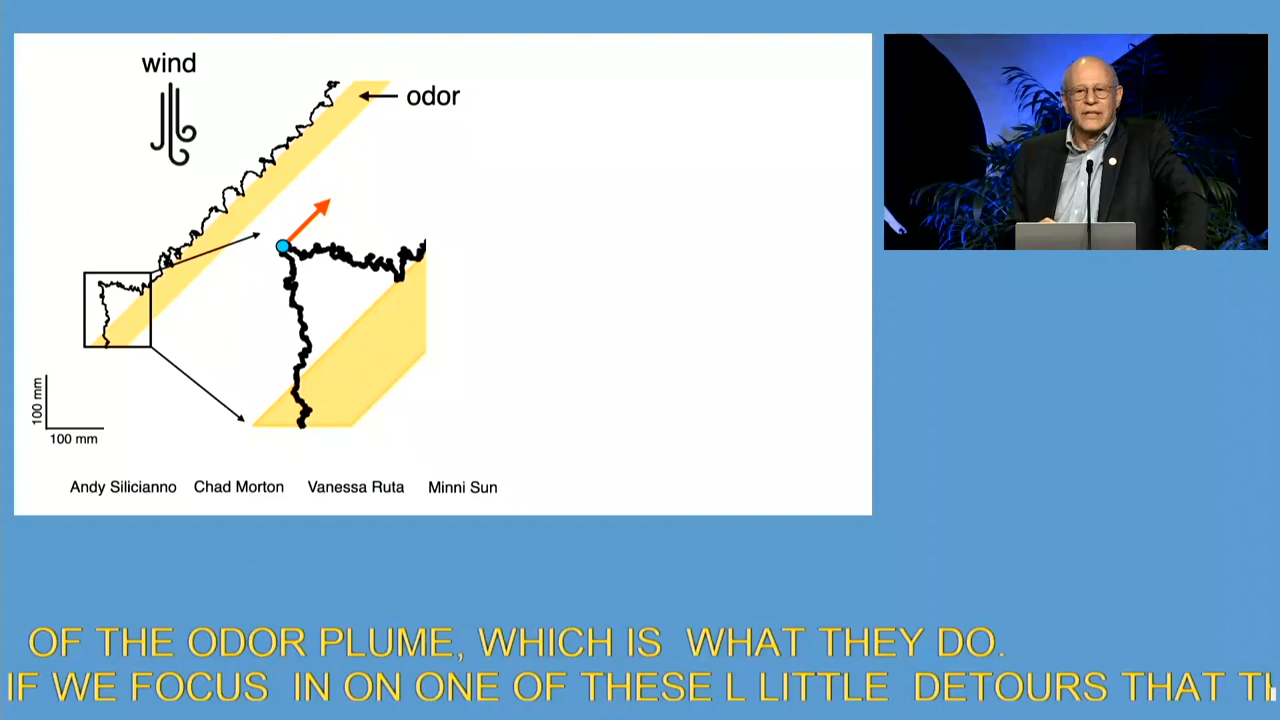 wind
odor
100 mm
100 mm
Andy Silicianno Chad Morton Vanessa Ruta Minni Sun
OF THE ODOR PLUME, WHICH IS WHAT THEY DO.
IF WE FOCUS IN ON ONE OF THESE L LITTLE DETOURS THAT